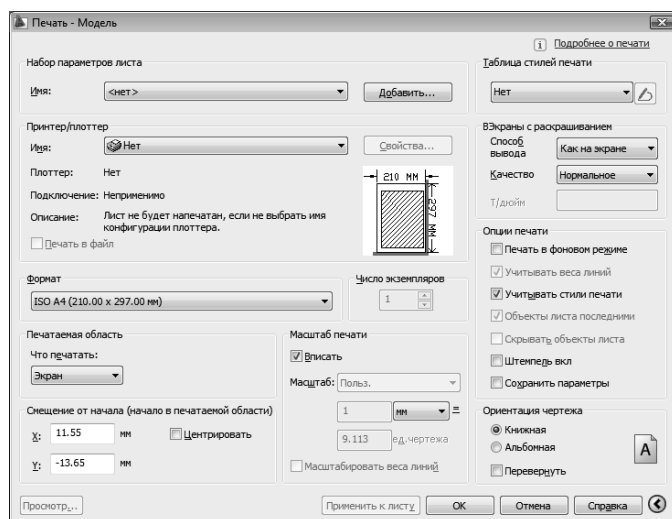 Печать - Модель
Подробнее о печати
Набор параметров листа
Имя: <нет> Добавить...
Таблица стилей печати
Нет
Принтер/плоттер
Имя: Нет Свойства...
Плоттер: Нет
Подключение: Неприменимо
Описание: Лист не будет напечатан, если не выбрать имя конфигурации плоттера.
Печать в файл
210 MM
297 MM
ВЭкраны с раскрашиванием
Способ вывода Как на экране
Качество Нормальное
Т/дюйм
Формат
ISO A4 (210.00 x 297.00 мм)
Число экземпляров
1
Опции печати
Печать в фоновом режиме
Учитывать веса линий
Учитывать стили печати
Объекты листа последними
Скрывать объекты листа
Штемпель вкл
Сохранить параметры
Печатаемая область
Что печатать:
Экран
Масштаб печати
Вписать
Масштаб: Польз.
1 мм =
9.113 ед.чертежа
Масштабировать веса линий
Смещение от начала (начало в печатаемой области)
X: 11.55 мм Центрировать
Y: -13.65 мм
Ориентация чертежа
Книжная
Альбомная
Перевернуть
A
Просмотр... Применить к листу ОК Отмена Справка